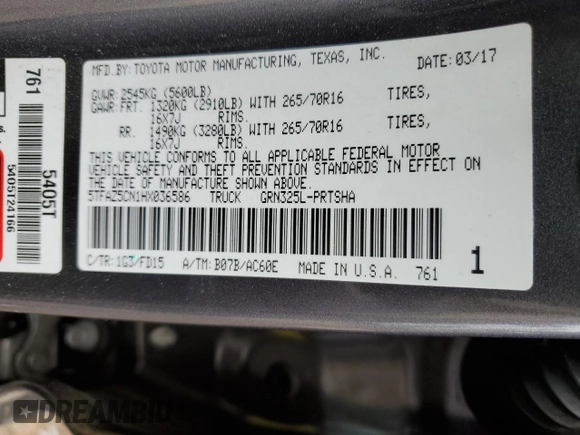 MFD.BY: TOYOTA MOTOR MANUFACTURING, TEXAS, INC. DATE: 03/17
GVWR: 2545KG (5600LB)
GAWR: FRT. 1320KG (2910LB) WITH 265/70R16 TIRES,
16X7J RIMS.
RR. 1490KG (3280LB) WITH 265/70R16 TIRES,
16X7J RIMS.
THIS VEHICLE CONFORMS TO ALL APPLICABLE FEDERAL MOTOR
VEHICLE SAFETY AND THEFT PREVENTION STANDARDS IN EFFECT
ON THE DATE OF MANUFACTURE SHOWN ABOVE.
5TFAZ5CN1HX036586 TRUCK GRN325L-PRTSHA
C/TR: 1G3/FD15 A/TM: B07B/AC60E MADE IN U.S.A. 761
1
761
5405T
5405T24166
DREAMBID